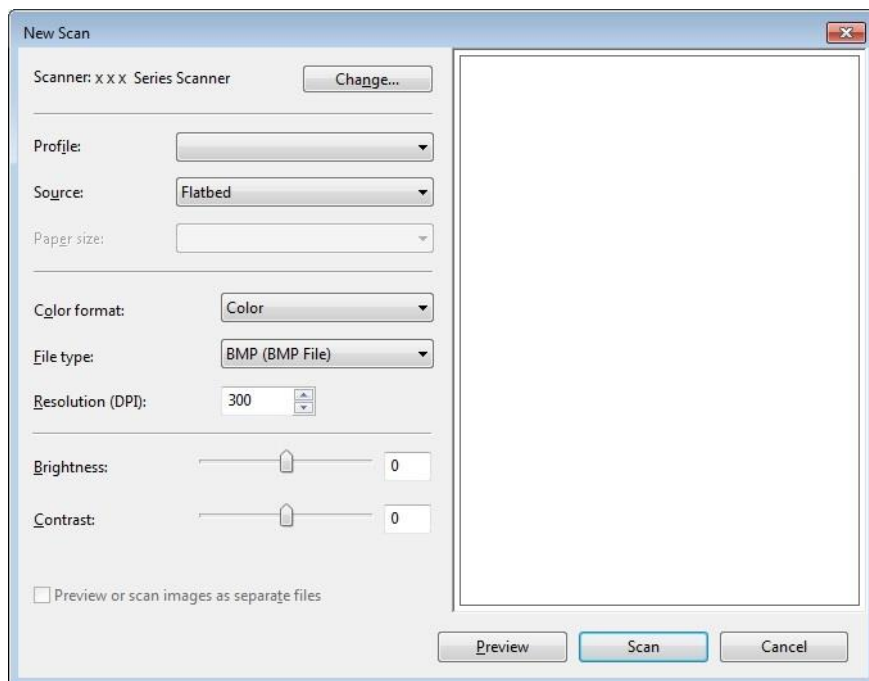 New Scan
Scanner: x x x Series Scanner
Change...
Profile:
Source:
Flatbed
Paper size:
Color format:
Color
File type:
BMP (BMP File)
Resolution (DPI):
300
Brightness:
0
Contrast:
0
Preview or scan images as separate files
Preview
Scan
Cancel